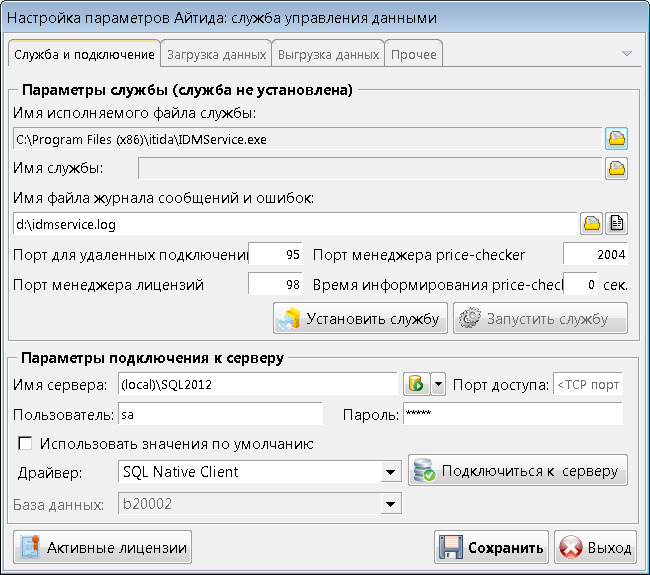 Настройка параметров Айтида: служба управления данными
Служба и подключение Загрузка данных Выгрузка данных Прочее
Параметры службы (служба не установлена)
Имя исполняемого файла службы:
C:\Program Files (x86)\itida\IDMService.exe
Имя службы:
Имя файла журнала сообщений и ошибок:
d:\idmservice.log
Порт для удаленных подключени 95 Порт менеджера price-checker 2004
Порт менеджера лицензий 98 Время информирования price-chec 0 сек.
Установить службу Запустить службу
Параметры подключения к серверу
Имя сервера: (local)\SQL2012 Порт доступа: <TCP порт
Пользователь: sa Пароль: *****
Использовать значения по умолчанию
Драйвер: SQL Native Client Подключиться к серверу
База данных: b20002
Активные лицензии Сохранить Выход